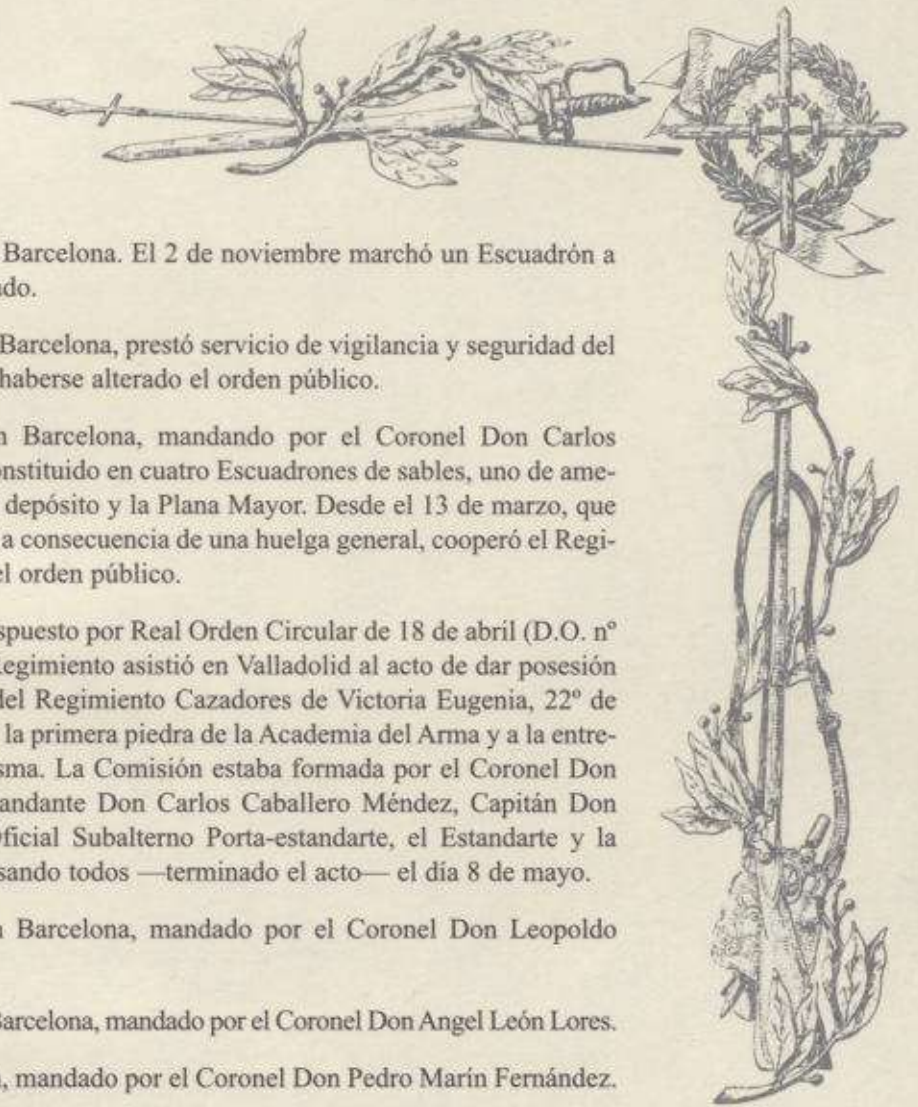 Barcelona. El 2 de noviembre marchó un Escuadrón a
Barcelona, prestó servicio de vigilancia y seguridad del
haberse alterado el orden público.
Barcelona, mandando por el Coronel Don Carlos
onstituido en cuatro Escuadrones de sables, uno de ame-
depósito y la Plana Mayor. Desde el 13 de marzo, que
a consecuencia de una huelga general, cooperó el Regi-
el orden público.
spuesto por Real Orden Circular de 18 de abril (D.O. nº
Regimiento asistió en Valladolid al acto de dar posesión
del Regimiento Cazadores de Victoria Eugenia, 22º de
la primera piedra de la Academia del Arma y a la entre-
sma. La Comisión estaba formada por el Coronel Don
andante Don Carlos Caballero Méndez, Capitán Don
Oficial Subalterno Porta-estandarte, el Estandarte y la
sando todos —terminado el acto— el día 8 de mayo.
Barcelona, mandado por el Coronel Don Leopoldo
Barcelona, mandado por el Coronel Don Angel León Lores.
mandado por el Coronel Don Pedro Marín Fernández.